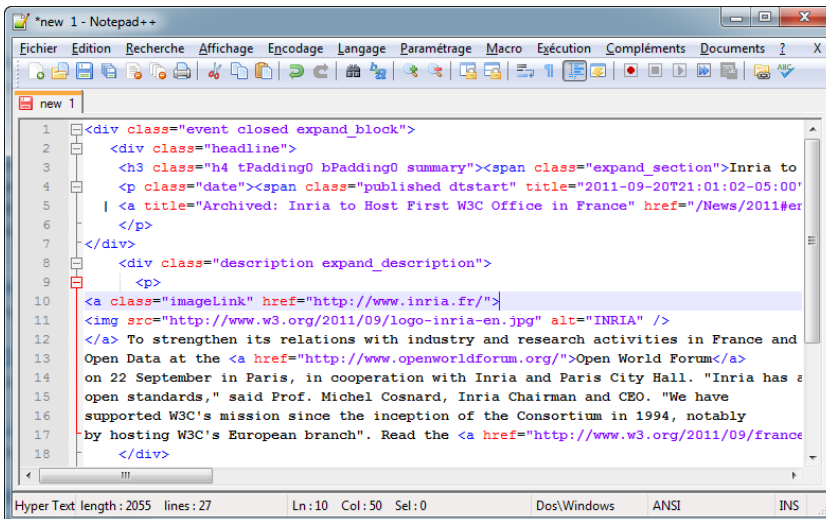 *new 1 - Notepad++
Fichier Edition Recherche Affichage Encodage Langage Paramétrage Macro Exécution Compléments Documents ? X
new 1
1 <div class="event closed expand_block">
2 <div class="headline">
3 <h3 class="h4 tPadding0 bPadding0 summary"><span class="expand_section">Inria to
4 <p class="date"><span class="published dtstart" title="2011-09-20T21:01:02-05:00"
5 | <a title="Archived: Inria to Host First W3C Office in France" href="/News/2011#en
6 </p>
7 </div>
8 <div class="description expand_description">
9 <p>
10 <a class="imageLink" href="http://www.inria.fr/">
11 <img src="http://www.w3.org/2011/09/logo-inria-en.jpg" alt="INRIA" />
12 </a> To strengthen its relations with industry and research activities in France and
13 Open Data at the <a href="http://www.openworldforum.org/">Open World Forum</a>
14 on 22 September in Paris, in cooperation with Inria and Paris City Hall. "Inria has a
15 open standards," said Prof. Michel Cosnard, Inria Chairman and CEO. "We have
16 supported W3C's mission since the inception of the Consortium in 1994, notably
17 by hosting W3C's European branch". Read the <a href="http://www.w3.org/2011/09/france
18 </div>
Hyper Text length : 2055 lines : 27 Ln : 10 Col : 50 Sel : 0 Dos\Windows ANSI INS